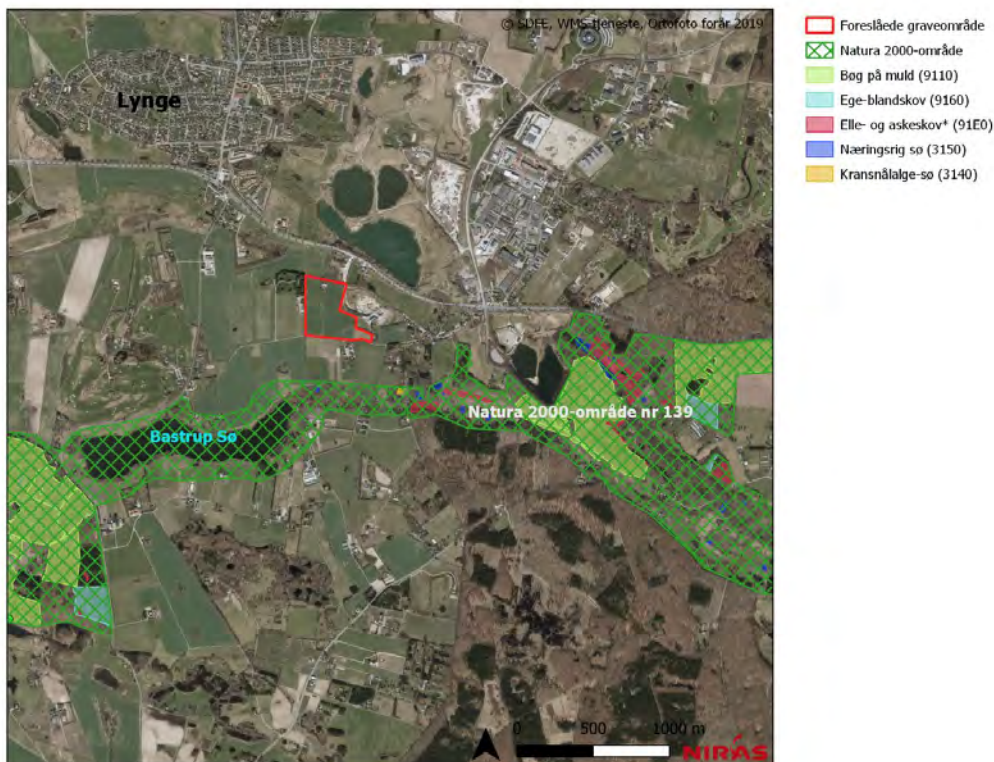 © SDFE, WMS-tjeneste, Ortofoto forår 2019
Lynge
Natura 2000-område nr 139
Bastrup Sø
0 500 1000 m
NIRAS
Foreslåede graveområde
Natura 2000-område
Bøg på muld (9110)
Ege-blandskov (9160)
Elle- og askeskov* (91E0)
Næringsrig sø (3150)
Kransnålalge-sø (3140)